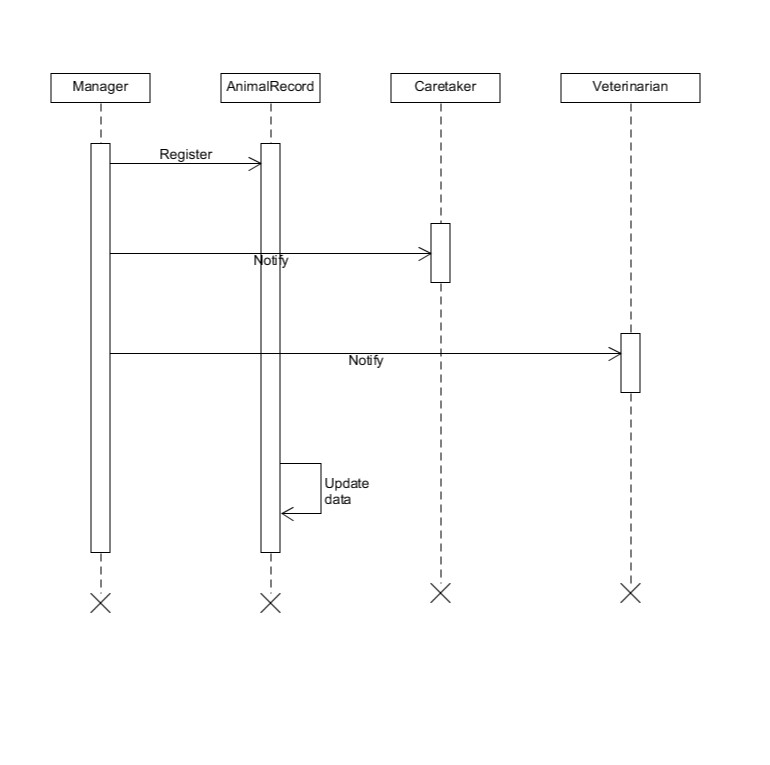 Manager
AnimalRecord
Caretaker
Veterinarian
Register
Notify
Notify
Update
data